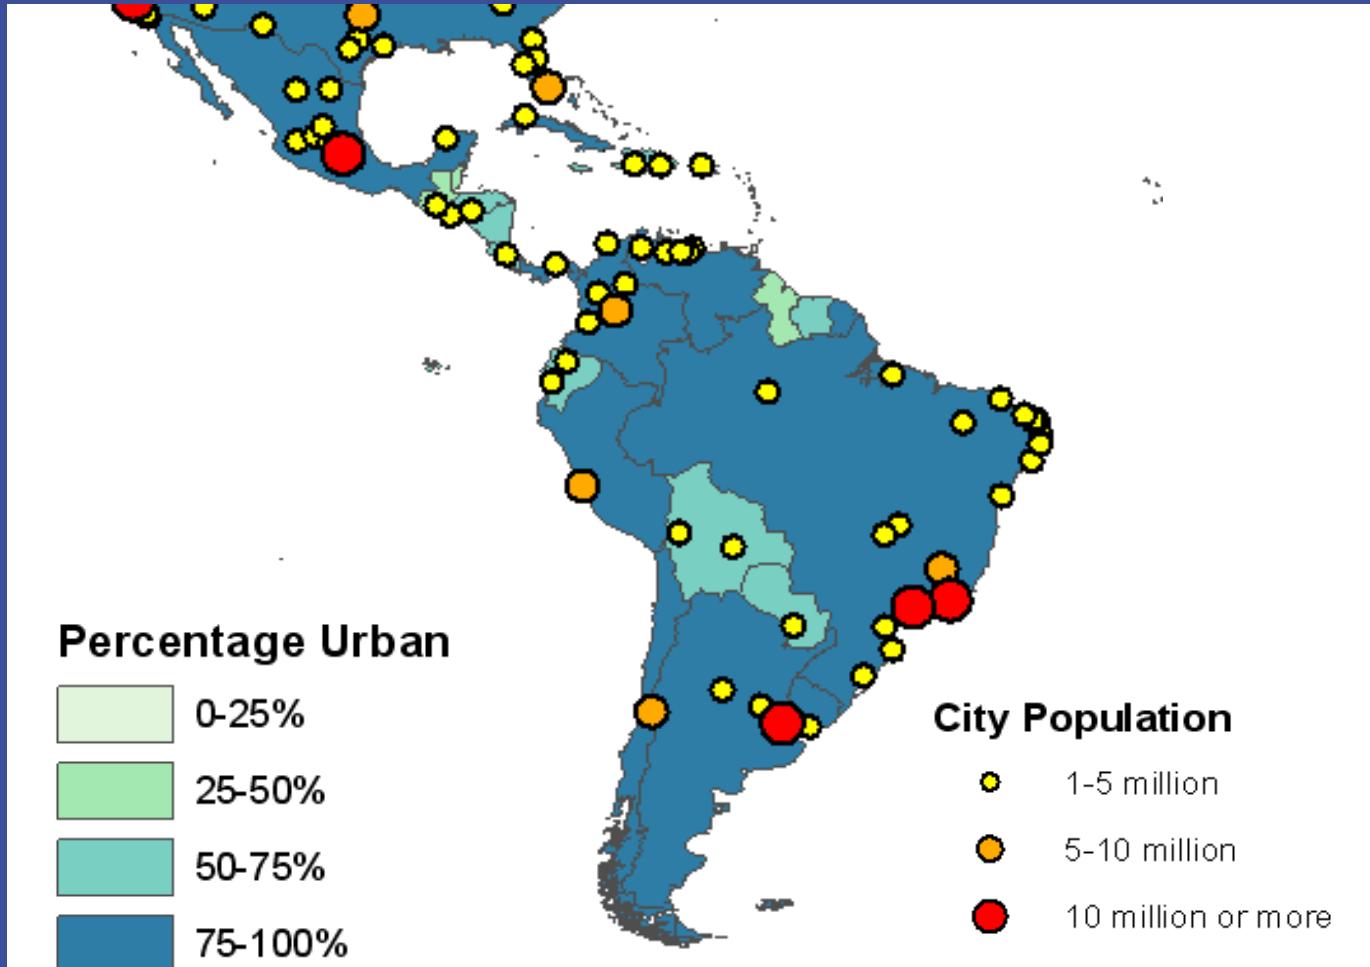 Percentage Urban
0-25%
25-50%
50-75%
75-100%
City Population
1-5 million
5-10 million
10 million or more